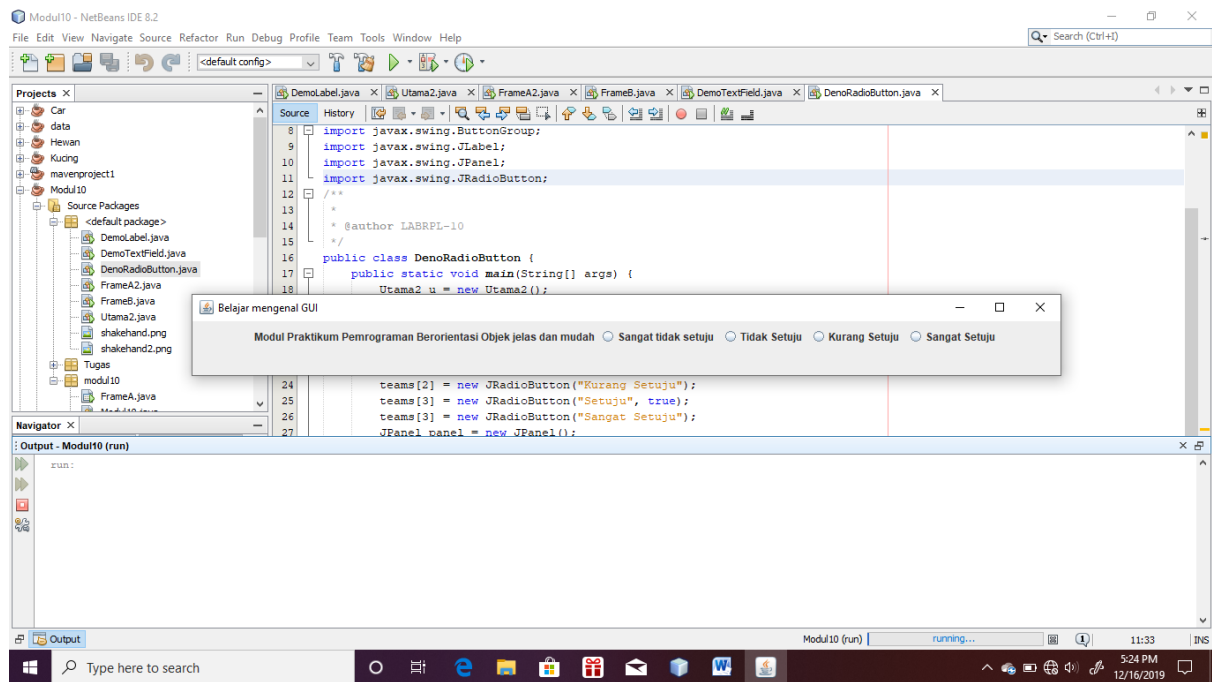 Modul10 - NetBeans IDE 8.2
File Edit View Navigate Source Refactor Run Debug Profile Team Tools Window Help
Search (Ctrl+I)
<default config>
Projects
DemoLabel.java
Utama2.java
FrameA2.java
FrameB.java
DemoTextField.java
DenoRadioButton.java
Car
data
Hewan
Kucing
mavenproject1
Modul10
Source Packages
<default package>
DemoLabel.java
DemoTextField.java
DenoRadioButton.java
FrameA2.java
FrameB.java
Utama2.java
shakehand.png
shakehand2.png
Tugas
modul10
FrameA.java
Navigator
Source History
8 import javax.swing.ButtonGroup;
9 import javax.swing.JLabel;
10 import javax.swing.JPanel;
11 import javax.swing.JRadioButton;
12 /**
13 *
14 * @author LABRPL-10
15 */
16 public class DenoRadioButton {
17 public static void main(String[] args) {
18 Utama2 u = new Utama2();
Belajar mengenal GUI
Modul Praktikum Pemrograman Berorientasi Objek jelas dan mudah Sangat tidak setuju Tidak Setuju Kurang Setuju Sangat Setuju
24 teams[2] = new JRadioButton("Kurang Setuju");
25 teams[3] = new JRadioButton("Setuju", true);
26 teams[3] = new JRadioButton("Sangat Setuju");
27 JPanel panel = new JPanel();
Output - Modul10 (run)
run:
Output
Modul10 (run)
running...
1
11:33
INS
Type here to search
5:24 PM
12/16/2019